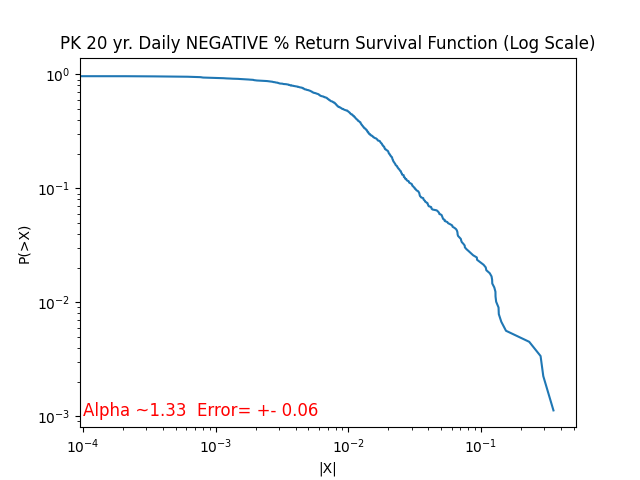 PK 20 yr. Daily NEGATIVE % Return Survival Function (Log Scale)
10⁰
10⁻¹
10⁻²
10⁻³
P(>X)
Alpha ~1.33  Error= +- 0.06
10⁻⁴ 10⁻³ 10⁻² 10⁻¹
|X|